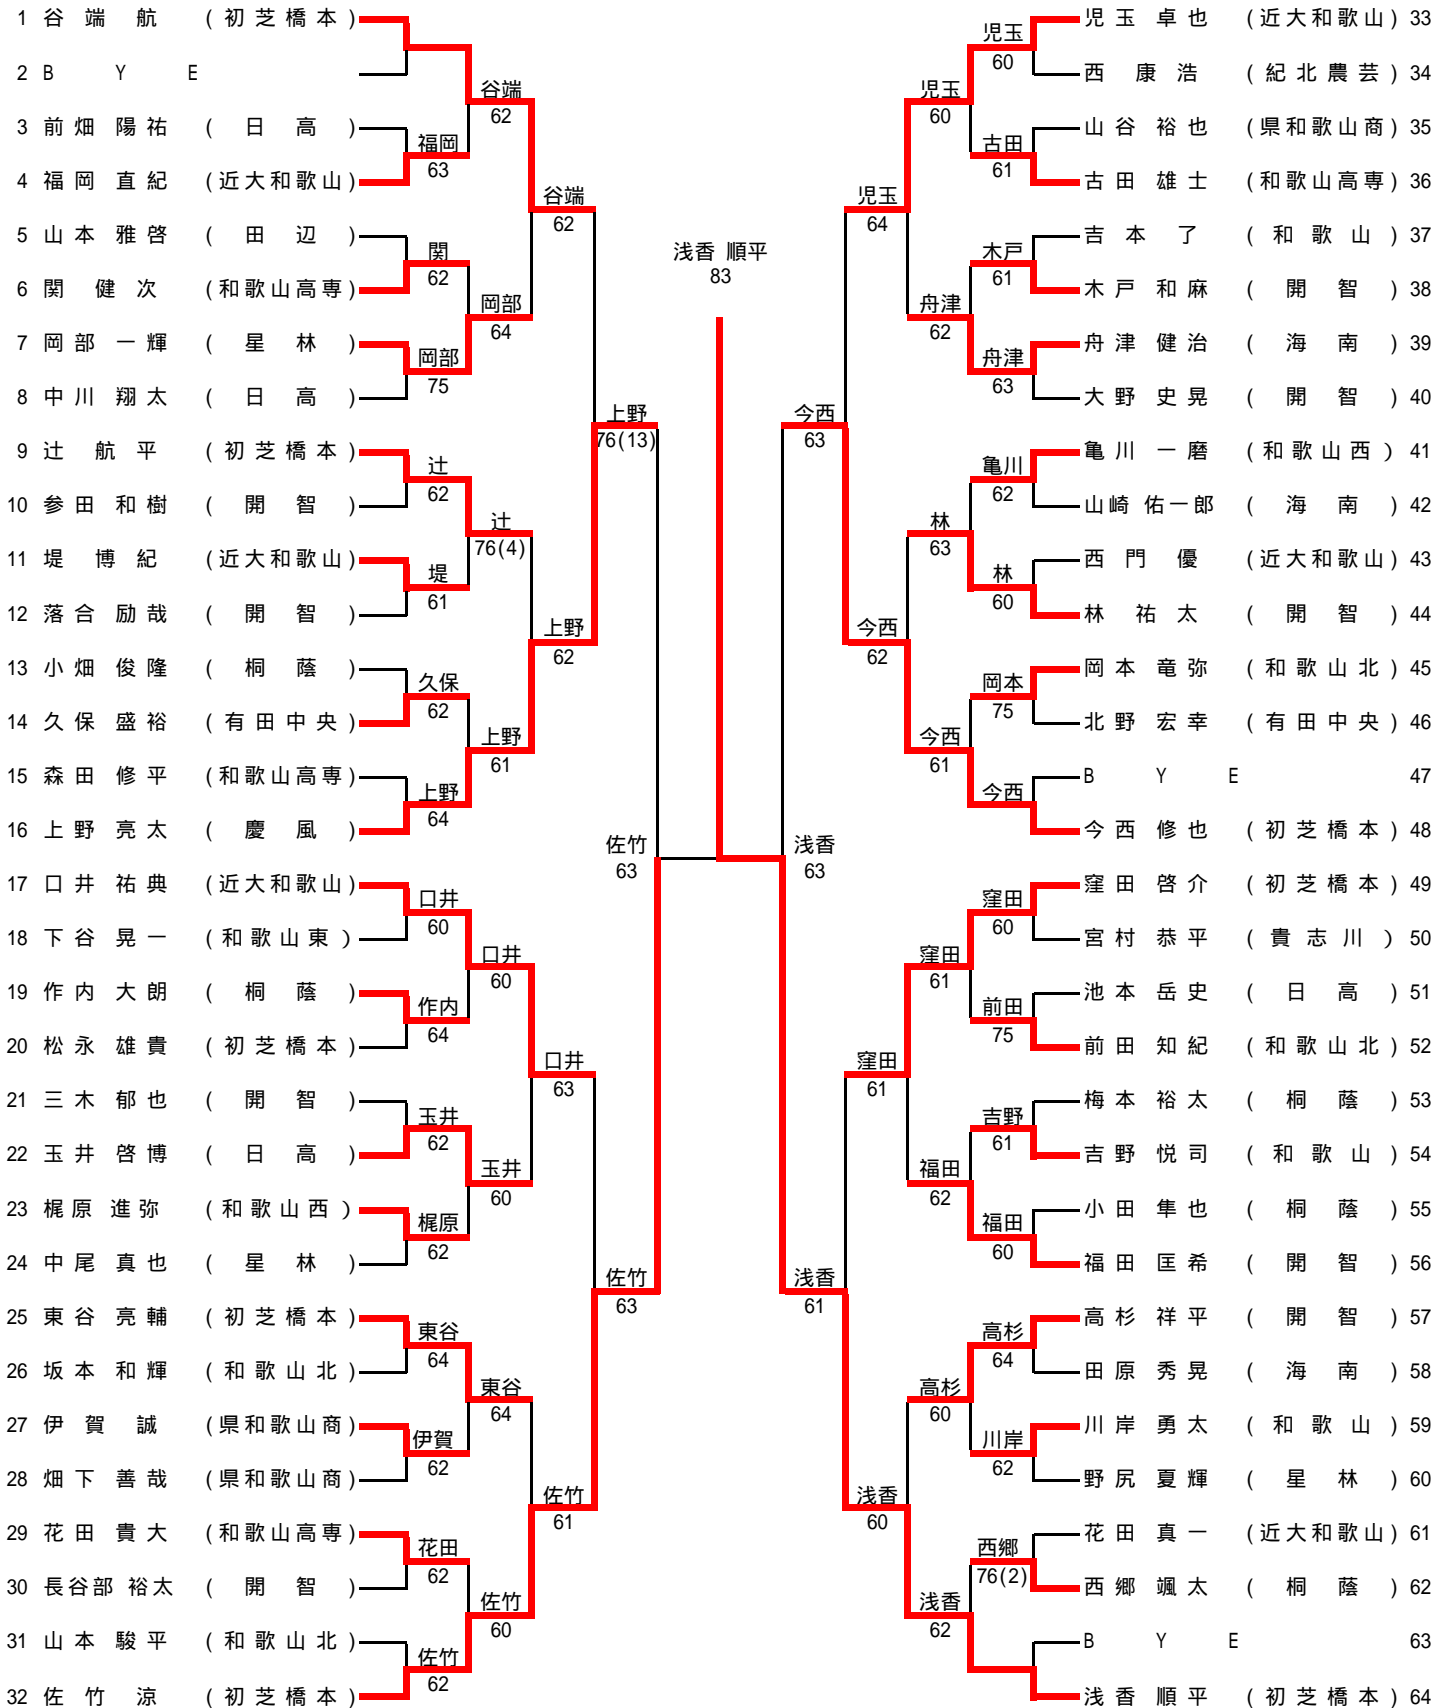 1 谷端 航 (初芝橋本)
2 BYE
3 前畑 陽祐 (日高)
4 福岡 直紀 (近大和歌山)
5 山本 雅啓 (田辺)
6 関 健次 (和歌山高専)
7 岡部 一輝 (星林)
8 中川 翔太 (日高)
9 辻 航平 (初芝橋本)
10 参田 和樹 (開智)
11 堤 博紀 (近大和歌山)
12 落合 励哉 (開智)
13 小畑 俊隆 (桐蔭)
14 久保 盛裕 (有田中央)
15 森田 修平 (和歌山高専)
16 上野 亮太 (慶風)
17 口井 祐典 (近大和歌山)
18 下谷 晃一 (和歌山東)
19 作内 大朗 (桐蔭)
20 松永 雄貴 (初芝橋本)
21 三木 郁也 (開智)
22 玉井 啓博 (日高)
23 梶原 進弥 (和歌山西)
24 中尾 真也 (星林)
25 東谷 亮輔 (初芝橋本)
26 坂本 和輝 (和歌山北)
27 伊賀 誠 (県和歌山商)
28 畑下 善哉 (県和歌山商)
29 花田 貴大 (和歌山高専)
30 長谷部 裕太 (開智)
31 山本 駿平 (和歌山北)
32 佐竹 涼 (初芝橋本)
福岡
63
関
62
岡部
75
辻
62
堤
61
久保
62
上野
64
口井
60
作内
64
玉井
62
梶原
62
東谷
64
伊賀
62
花田
62
佐竹
62
谷端
62
岡部
64
辻
76(4)
上野
61
口井
60
玉井
60
東谷
64
佐竹
60
谷端
62
上野
62
口井
63
佐竹
61
上野
76(13)
佐竹
63
佐竹
63
浅香 順平
83
浅香
63
今西
63
浅香
61
児玉
64
今西
62
窪田
61
浅香
60
児玉
60
舟津
62
林
63
今西
61
窪田
61
福田
62
高杉
60
浅香
62
児玉
60
古田
61
木戸
61
舟津
63
亀川
62
林
60
岡本
75
今西
窪田
60
前田
75
吉野
61
福田
60
高杉
64
川岸
62
西郷
76(2)
児玉 卓也 (近大和歌山) 33
西 康浩 (紀北農芸) 34
山谷 裕也 (県和歌山商) 35
古田 雄士 (和歌山高専) 36
吉本 了 (和歌山) 37
木戸 和麻 (開智) 38
舟津 健治 (海南) 39
大野 史晃 (開智) 40
亀川 一磨 (和歌山西) 41
山崎 佑一郎 (海南) 42
西門 優 (近大和歌山) 43
林 祐太 (開智) 44
岡本 竜弥 (和歌山北) 45
北野 宏幸 (有田中央) 46
BYE 47
今西 修也 (初芝橋本) 48
窪田 啓介 (初芝橋本) 49
宮村 恭平 (貴志川) 50
池本 岳史 (日高) 51
前田 知紀 (和歌山北) 52
梅本 裕太 (桐蔭) 53
吉野 悦司 (和歌山) 54
小田 隼也 (桐蔭) 55
福田 匡希 (開智) 56
高杉 祥平 (開智) 57
田原 秀晃 (海南) 58
川岸 勇太 (和歌山) 59
野尻 夏輝 (星林) 60
花田 真一 (近大和歌山) 61
西郷 颯太 (桐蔭) 62
BYE 63
浅香 順平 (初芝橋本) 64